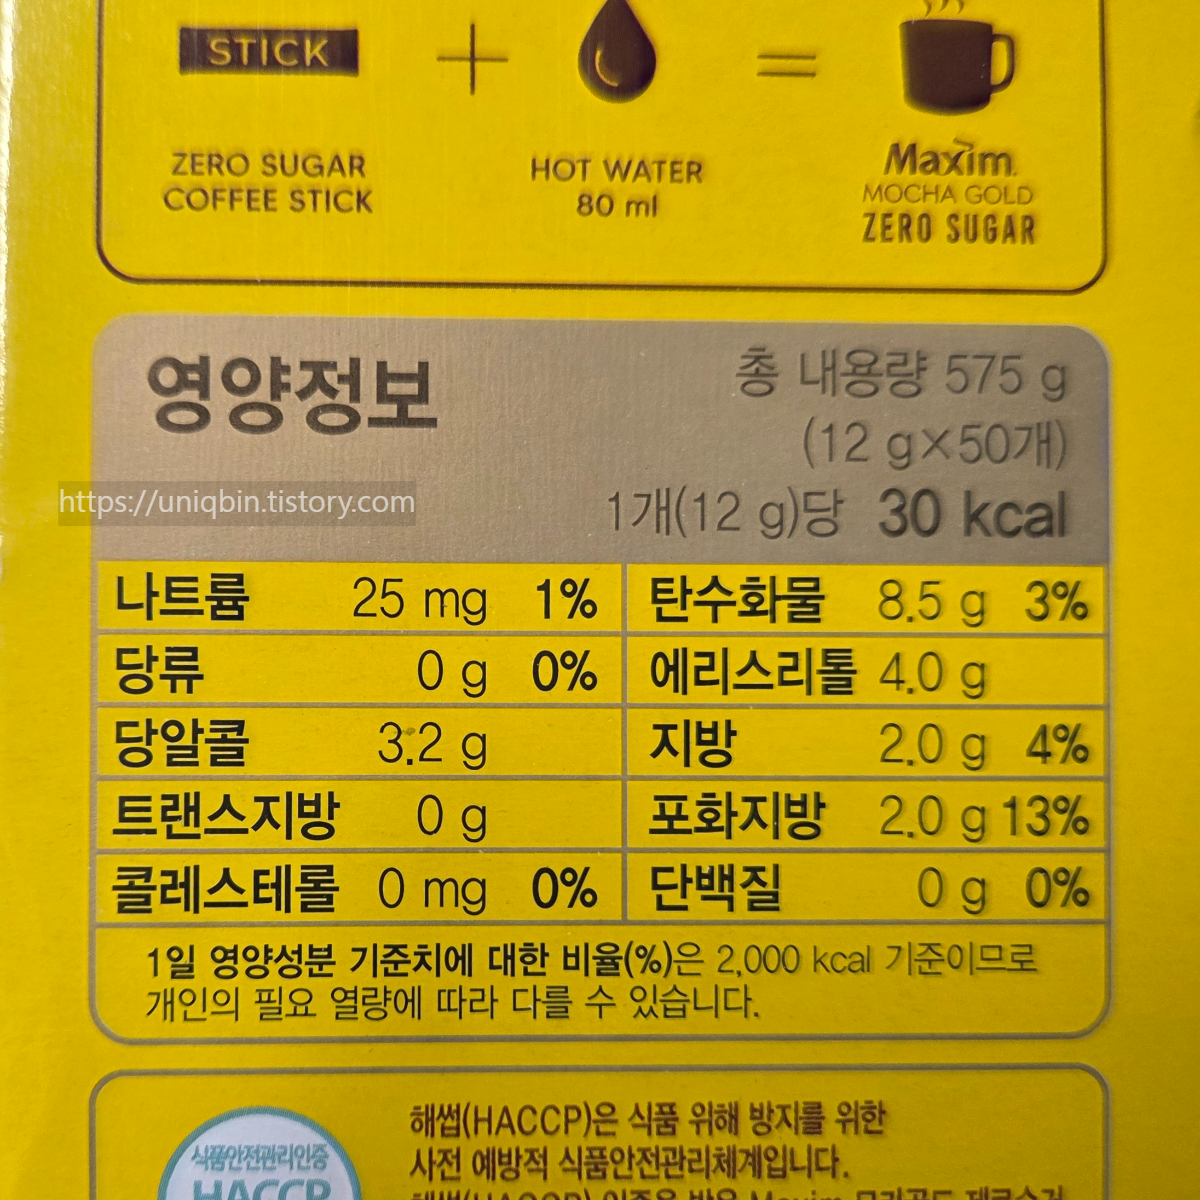 STICK
ZERO SUGAR
COFFEE STICK
HOT WATER
80 ml
Maxim
MOCHA GOLD
ZERO SUGAR
영양정보
총 내용량 575 g
(12 g×50개)
1개(12 g)당 30 kcal
https://uniqbin.tistory.com
나트륨 25 mg 1% 탄수화물 8.5 g 3%
당류 0 g 0% 에리스리톨 4.0 g
당알콜 3.2 g 지방 2.0 g 4%
트랜스지방 0 g 포화지방 2.0 g 13%
콜레스테롤 0 mg 0% 단백질 0 g 0%
1일 영양성분 기준치에 대한 비율(%)은 2,000 kcal 기준이므로
개인의 필요 열량에 따라 다를 수 있습니다.
식품안전관리인증
HACCP
해썹(HACCP)은 식품 위해 방지를 위한
사전 예방적 식품안전관리체계입니다.